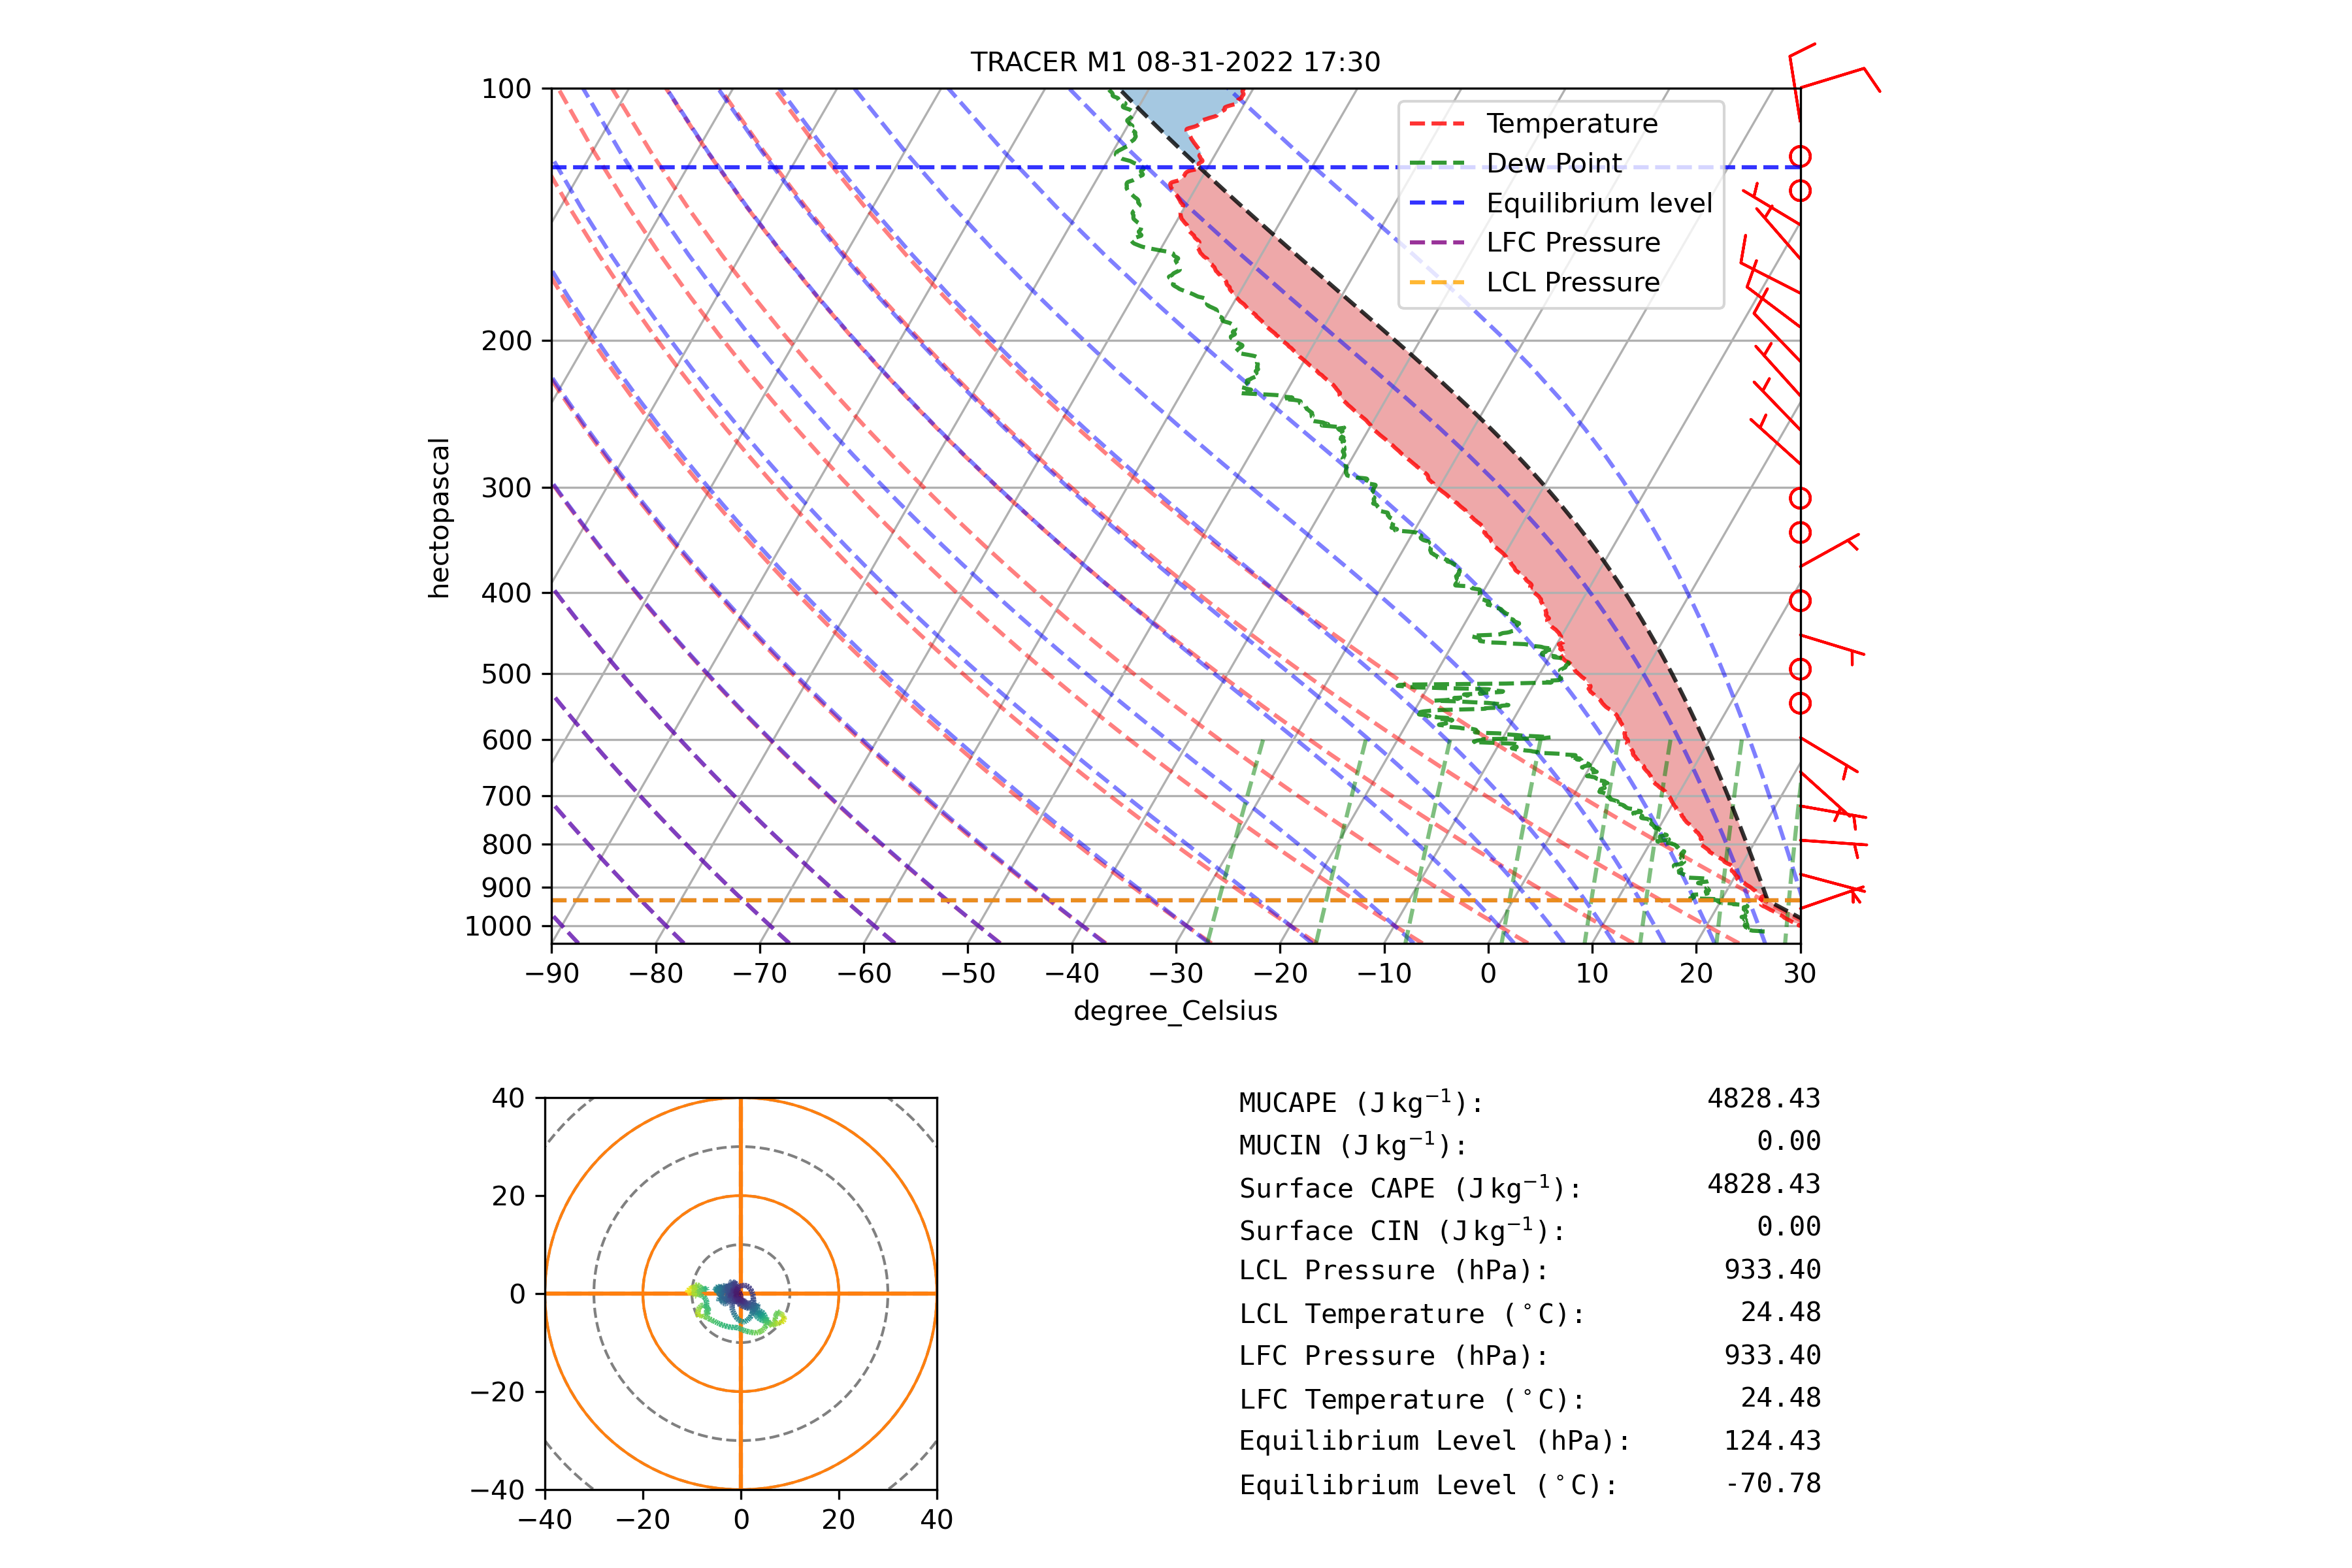 TRACER M1 08-31-2022 17:30
100
200
300
400
500
600
700
800
900
1000
hectopascal
Temperature
Dew Point
Equilibrium level
LFC Pressure
LCL Pressure
−90 −80 −70 −60 −50 −40 −30 −20 −10 0 10 20 30
degree_Celsius
40
20
0
−20
−40
−40 −20 0 20 40
MUCAPE (J kg⁻¹): 4828.43
MUCIN (J kg⁻¹): 0.00
Surface CAPE (J kg⁻¹): 4828.43
Surface CIN (J kg⁻¹): 0.00
LCL Pressure (hPa): 933.40
LCL Temperature (°C): 24.48
LFC Pressure (hPa): 933.40
LFC Temperature (°C): 24.48
Equilibrium Level (hPa): 124.43
Equilibrium Level (°C): -70.78